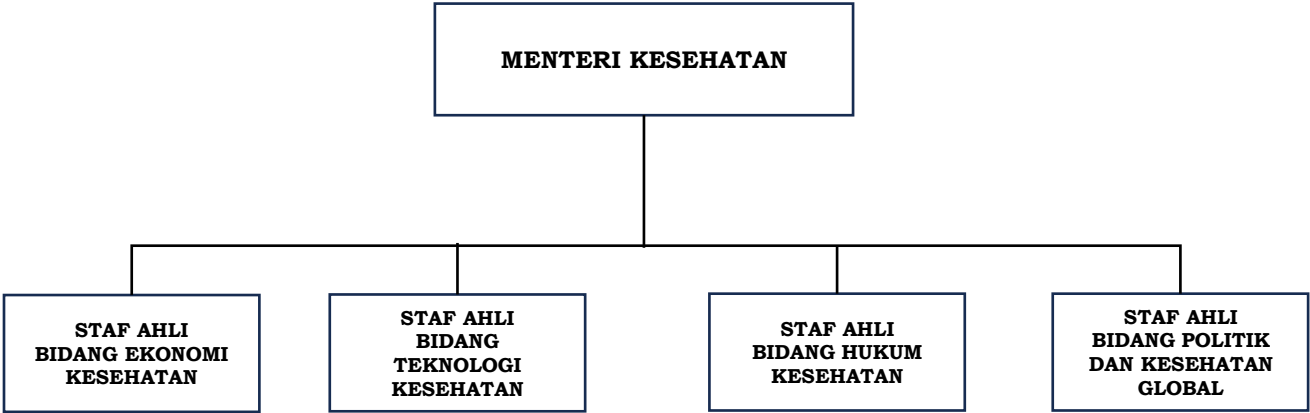 MENTERI KESEHATAN
STAF AHLI
BIDANG EKONOMI
KESEHATAN
STAF AHLI
BIDANG
TEKNOLOGI
KESEHATAN
STAF AHLI
BIDANG HUKUM
KESEHATAN
STAF AHLI
BIDANG POLITIK
DAN KESEHATAN
GLOBAL